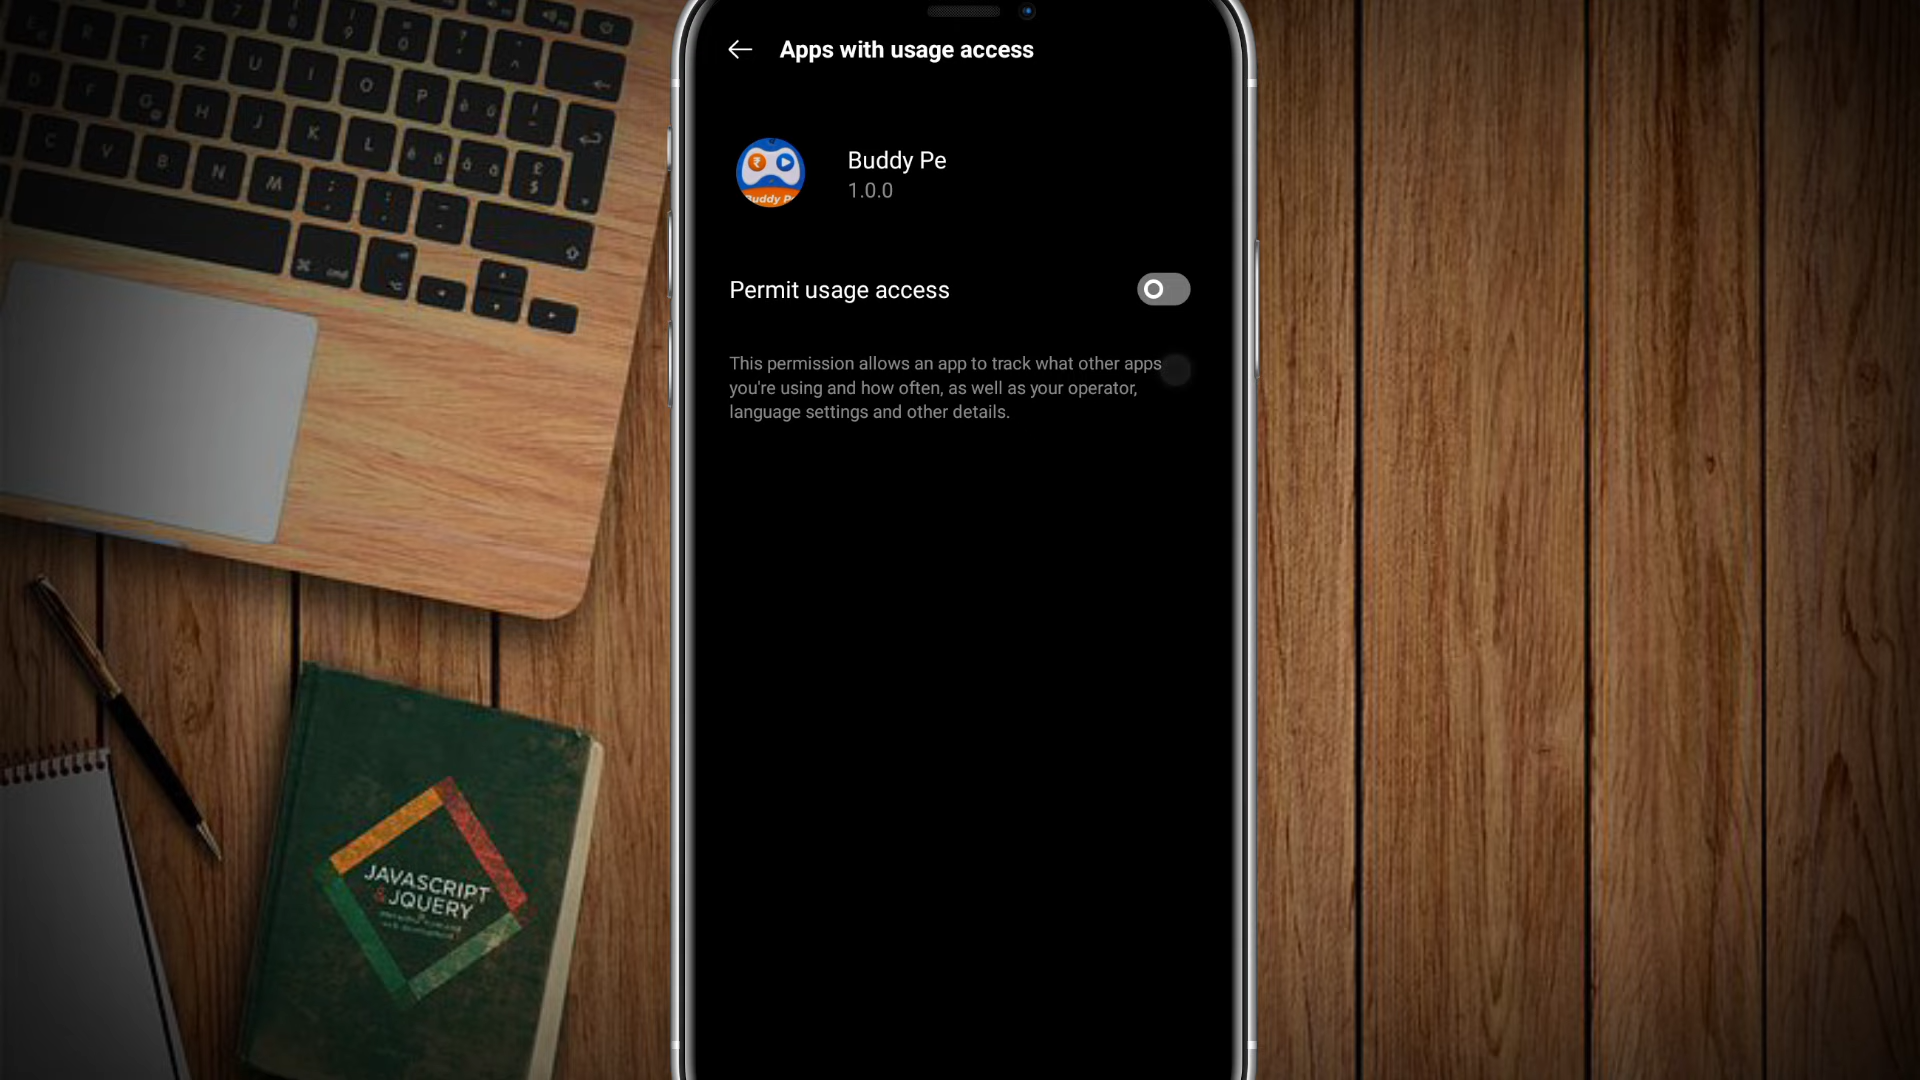 Apps with usage access
Buddy Pe
1.0.0
Permit usage access
This permission allows an app to track what other apps
you're using and how often, as well as your operator,
language settings and other details.
E
R
T
Z
U
I
O
P
D
F
G
H
J
K
L
C
V
B
N
M
cmd
JAVASCRIPT
& JQUERY